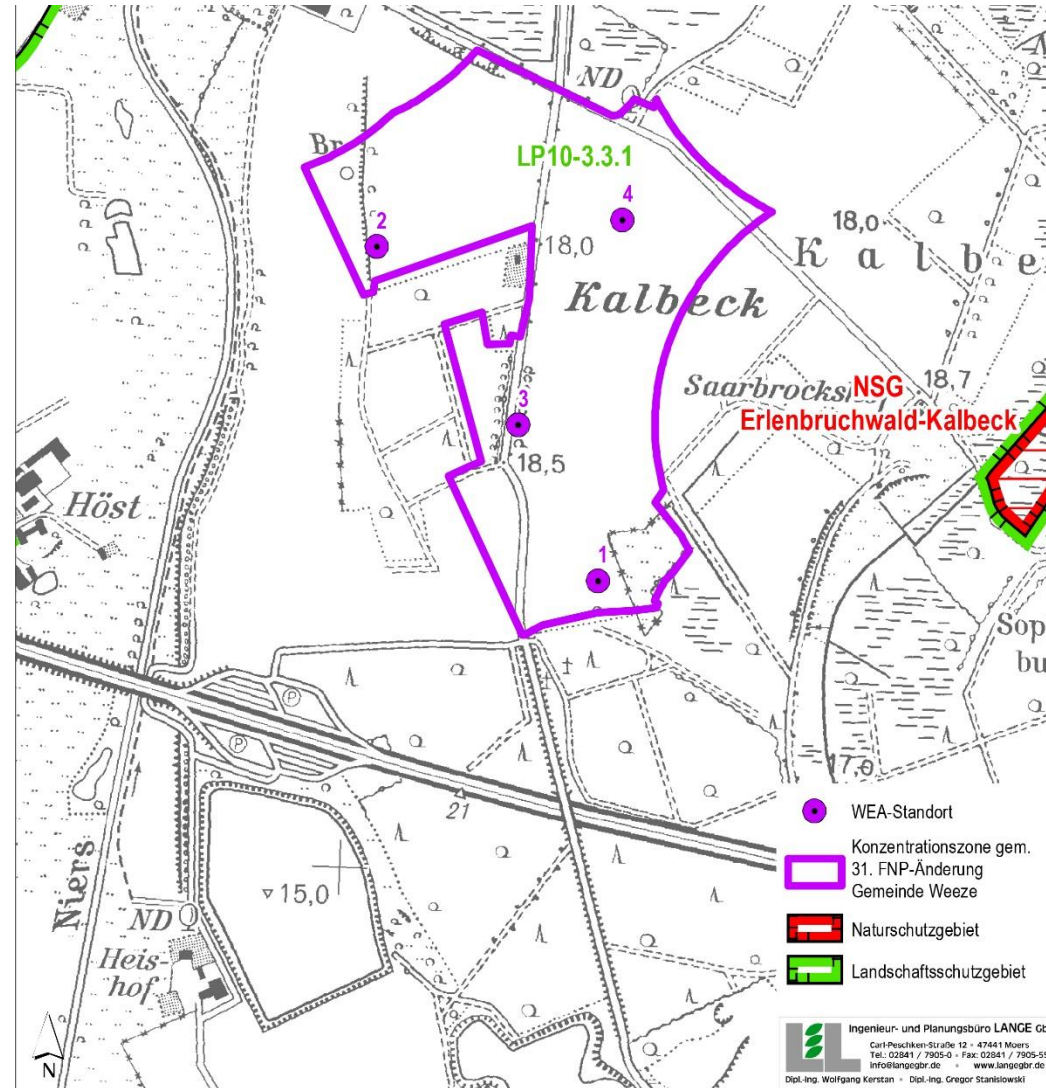 ND
Br
LP10-3.3.1
4
2
18,0
18,0
Kalbe
Kalbeck
Saarbrocks
NSG
18,7
Erlenbruchwald-Kalbeck
3
18,5
Höst
1
Sop
bu
P
P
17,0
21
WEA-Standort
Konzentrationszone gem.
31. FNP-Änderung
Gemeinde Weeze
Niers
15,0
ND
Naturschutzgebiet
Heis-
hof
Landschaftsschutzgebiet
N
Ingenieur- und Planungsbüro LANGE Gb
Carl-Peschken-Straße 12 • 47441 Moers
Tel.: 02841 / 7905-0 • Fax: 02841 / 7905-55
info@langegbr.de • www.langegbr.de
Dipl.-Ing. Wolfgang Kerstan • Dipl.-Ing. Gregor Stanislowski